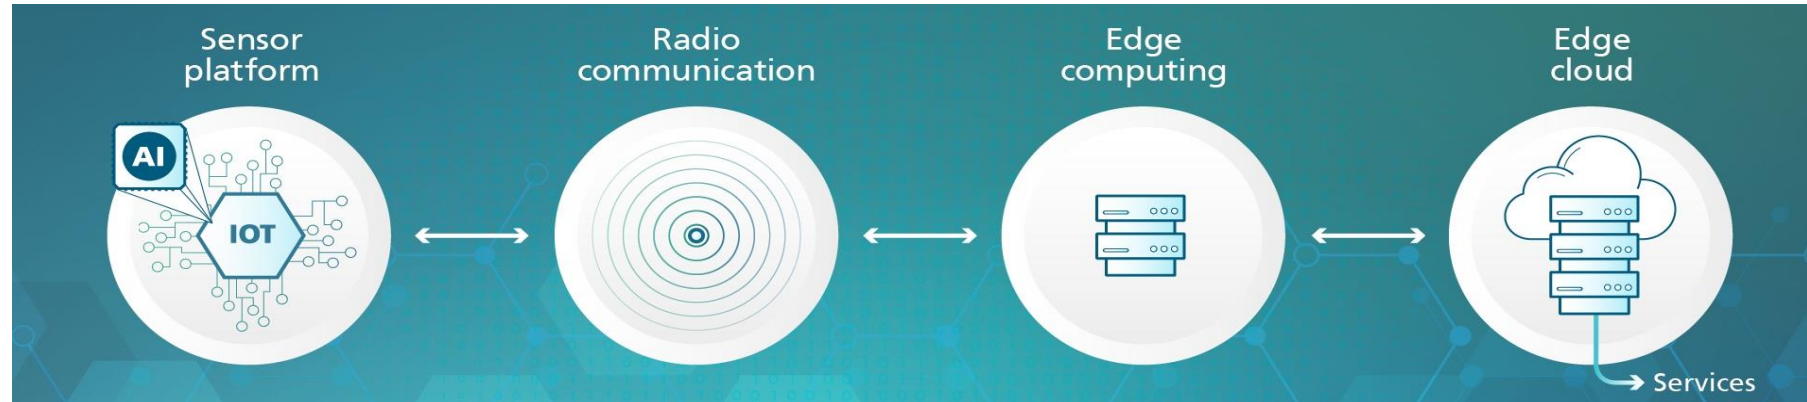 Sensor
platform
Radio
communication
Edge
computing
Edge
cloud
AI
IOT
Services